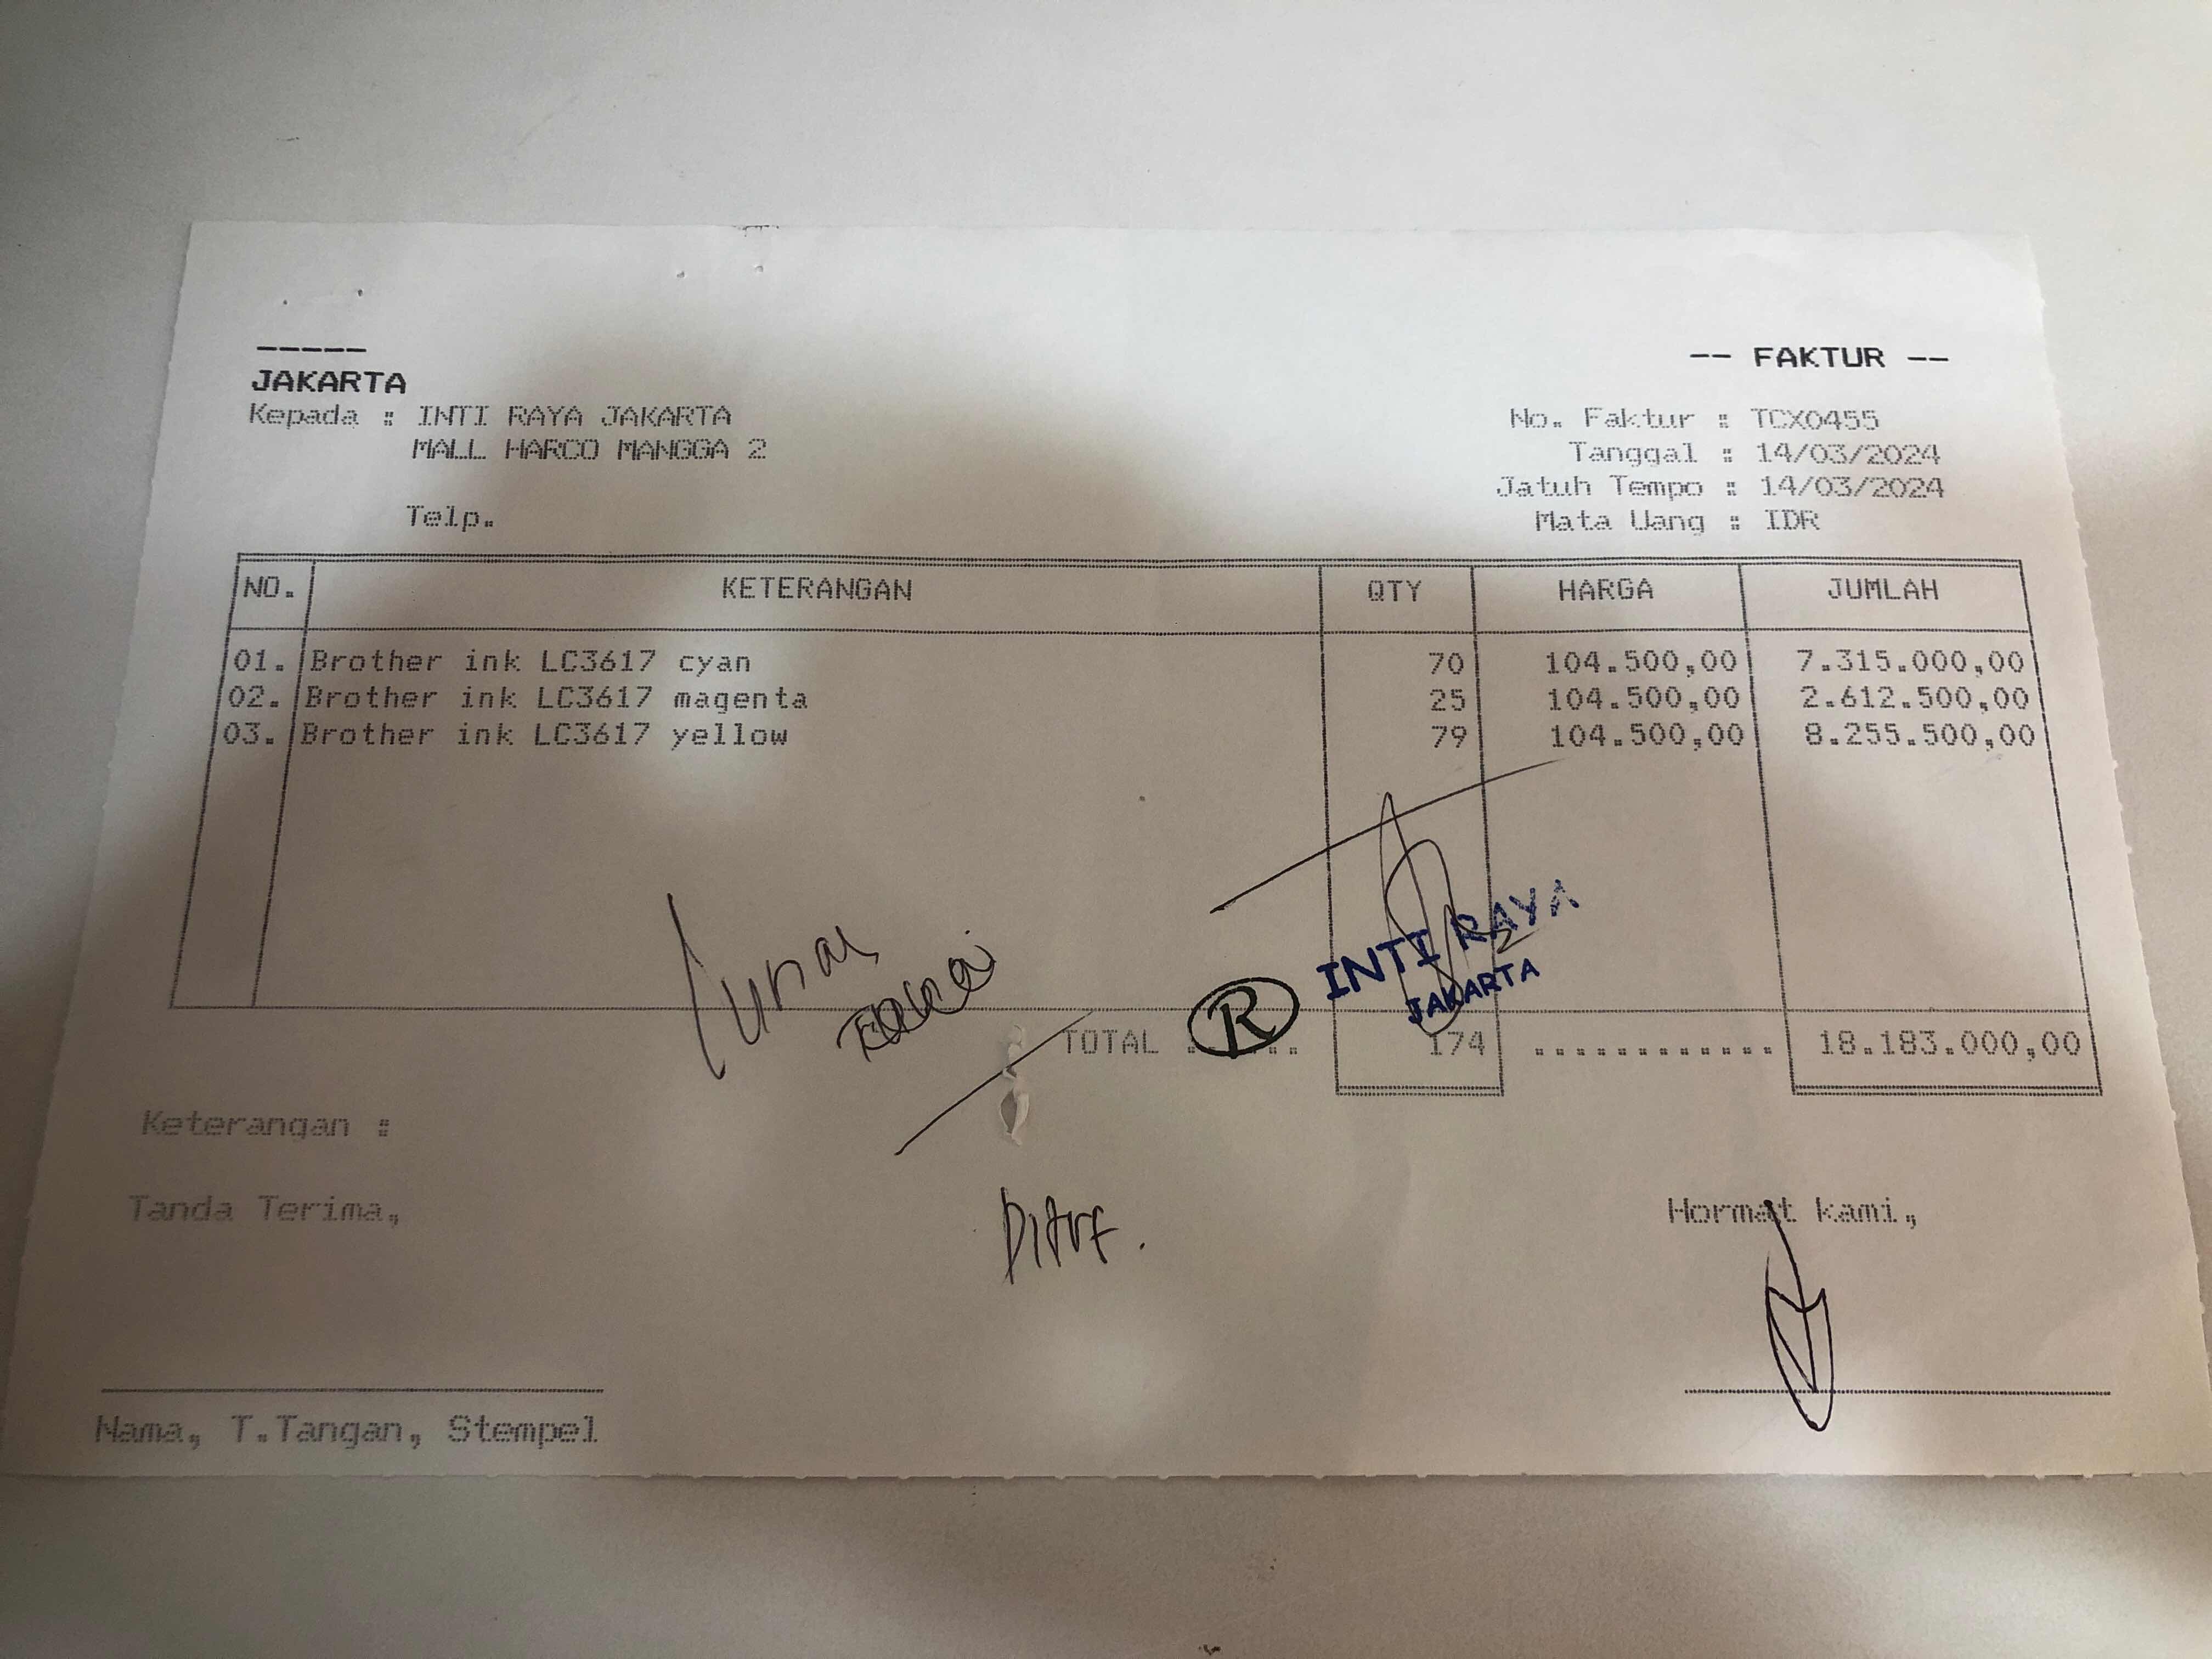 -----
JAKARTA
-- FAKTUR --
Kepada : INTI RAYA JAKARTA
MALL HARCO MANGGA 2
Telp.
No. Faktur : TCX0455
Tanggal : 14/03/2024
Jatuh Tempo : 14/03/2024
Mata Uang : IDR
NO. KETERANGAN QTY HARGA JUMLAH
01. Brother ink LC3617 cyan 70 104.500,00 7.315.000,00
02. Brother ink LC3617 magenta 25 104.500,00 2.612.500,00
03. Brother ink LC3617 yellow 79 104.500,00 8.255.500,00
Lunas
R INTI RAYA
JAKARTA
TOTAL ...... 174 ............ 18.183.000,00
Keterangan :
Tanda Terima,
Hormat kami,
Nama, T.Tangan, Stempel